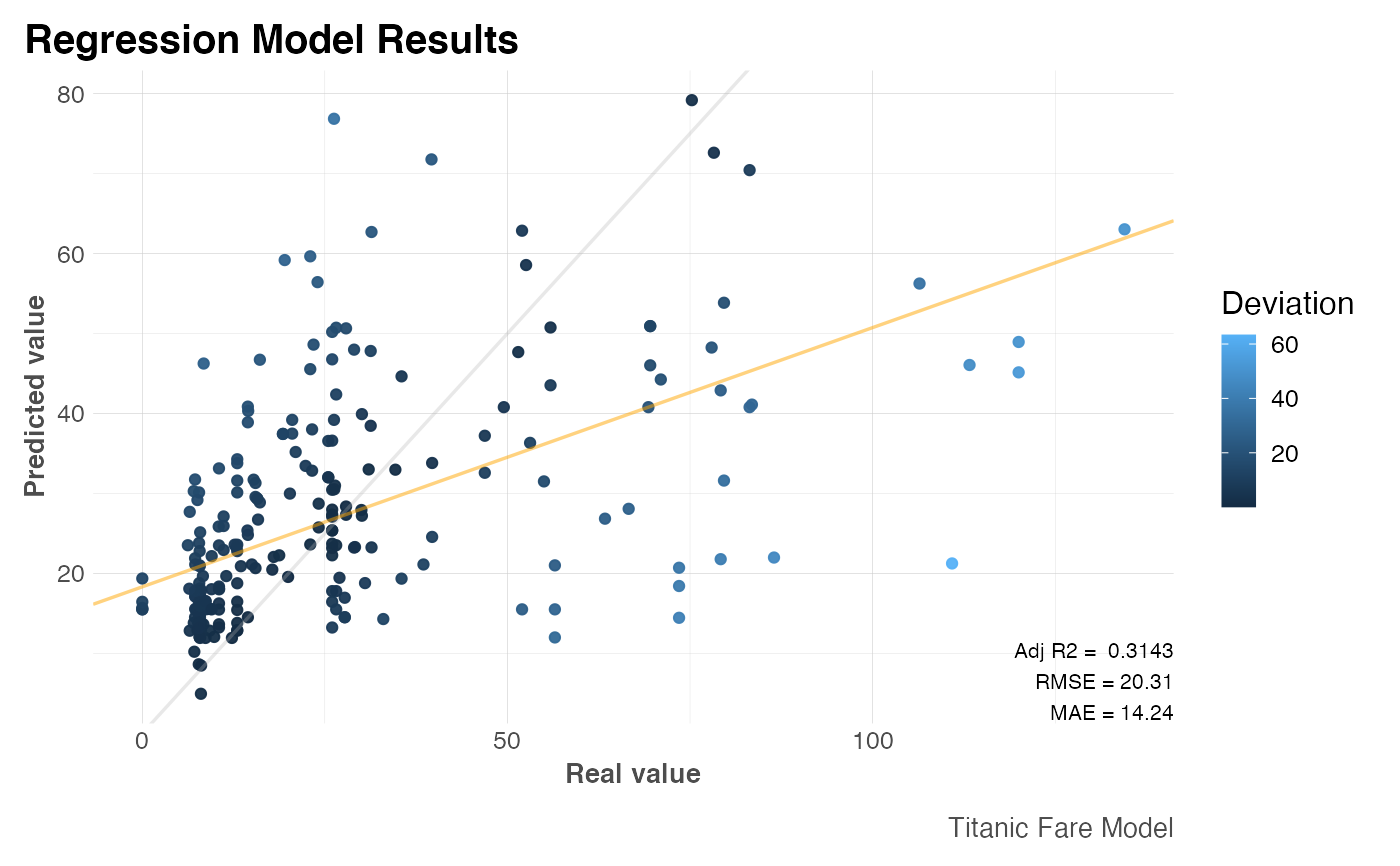 Regression Model Results
Predicted value
80
60
40
20
0
50
100
Real value
Adj R2 =  0.3143
RMSE = 20.31
MAE = 14.24
Deviation
60
40
20
Titanic Fare Model